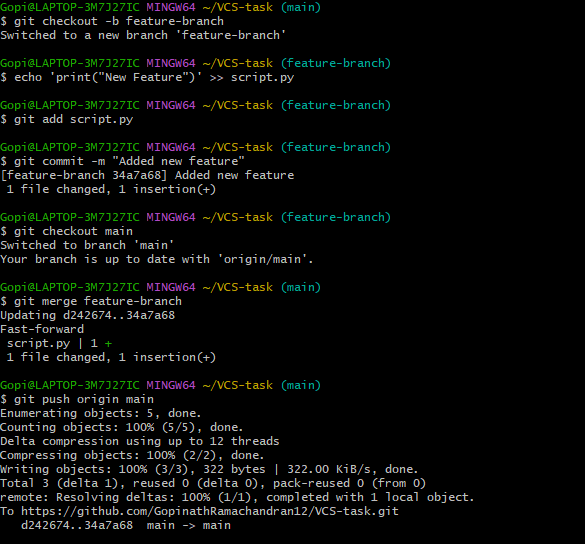 Gopi@LAPTOP-3M7J27IC MINGW64 ~/VCS-task (main)
$ git checkout -b feature-branch
Switched to a new branch 'feature-branch'
Gopi@LAPTOP-3M7J27IC MINGW64 ~/VCS-task (feature-branch)
$ echo 'print("New Feature")' >> script.py
Gopi@LAPTOP-3M7J27IC MINGW64 ~/VCS-task (feature-branch)
$ git add script.py
Gopi@LAPTOP-3M7J27IC MINGW64 ~/VCS-task (feature-branch)
$ git commit -m "Added new feature"
[feature-branch 34a7a68] Added new feature
 1 file changed, 1 insertion(+)
Gopi@LAPTOP-3M7J27IC MINGW64 ~/VCS-task (feature-branch)
$ git checkout main
Switched to branch 'main'
Your branch is up to date with 'origin/main'.
Gopi@LAPTOP-3M7J27IC MINGW64 ~/VCS-task (main)
$ git merge feature-branch
Updating d242674..34a7a68
Fast-forward
 script.py | 1 +
 1 file changed, 1 insertion(+)
Gopi@LAPTOP-3M7J27IC MINGW64 ~/VCS-task (main)
$ git push origin main
Enumerating objects: 5, done.
Counting objects: 100% (5/5), done.
Delta compression using up to 12 threads
Compressing objects: 100% (2/2), done.
Writing objects: 100% (3/3), 322 bytes | 322.00 KiB/s, done.
Total 3 (delta 1), reused 0 (delta 0), pack-reused 0 (from 0)
remote: Resolving deltas: 100% (1/1), completed with 1 local object.
To https://github.com/GopinathRamachandran12/VCS-task.git
   d242674..34a7a68  main -> main